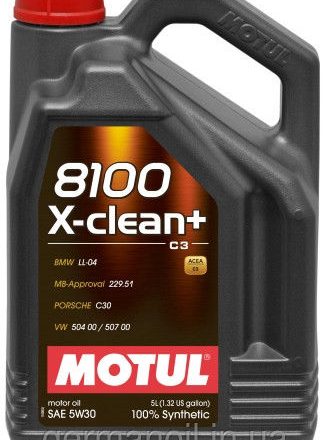 MOTUL
8100
X-clean+
C3
BMW LL-04
ACEA
C3
MB-Approval 229.51
PORSCHE C30
VW 504 00 / 507 00
MOTUL
motor oil 5L (1.32 US gallon)
SAE 5W30 100% Synthetic